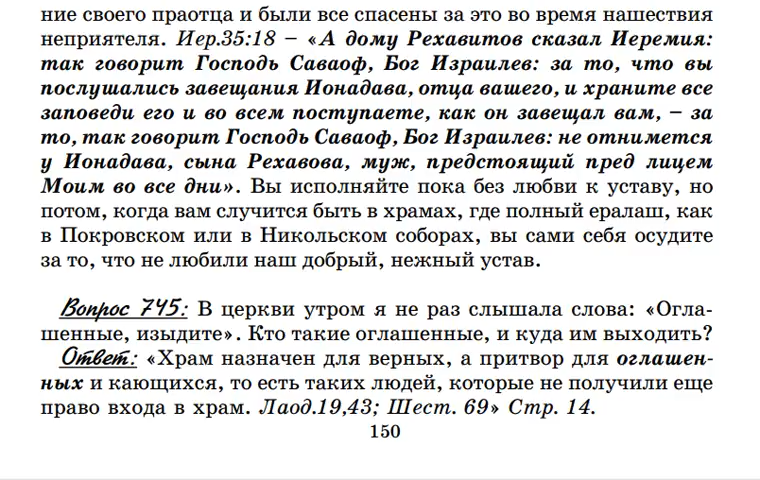 ние своего праотца и были все спасены за это во время нашествия
неприятеля. Иер.35:18 – «А дому Рехавитов сказал Иеремия:
так говорит Господь Саваоф, Бог Израилев: за то, что вы
послушались завещания Ионадава, отца вашего, и храните все
заповеди его и во всем поступаете, как он завещал вам, – за
то, так говорит Господь Саваоф, Бог Израилев: не отнимется
у Ионадава, сына Рехавова, муж, предстоящий пред лицем
Моим во все дни». Вы исполняйте пока без любви к уставу, но
потом, когда вам случится быть в храмах, где полный ералаш, как
в Покровском или в Никольском соборах, вы сами себя осудите
за то, что не любили наш добрый, нежный устав.
Вопрос 745: В церкви утром я не раз слышала слова: «Огла-
шенные, изыдите». Кто такие оглашенные, и куда им выходить?
Ответ: «Храм назначен для верных, а притвор для оглашен-
ных и кающихся, то есть таких людей, которые не получили еще
право входа в храм. Лаод.19,43; Шест. 69» Стр. 14.
150